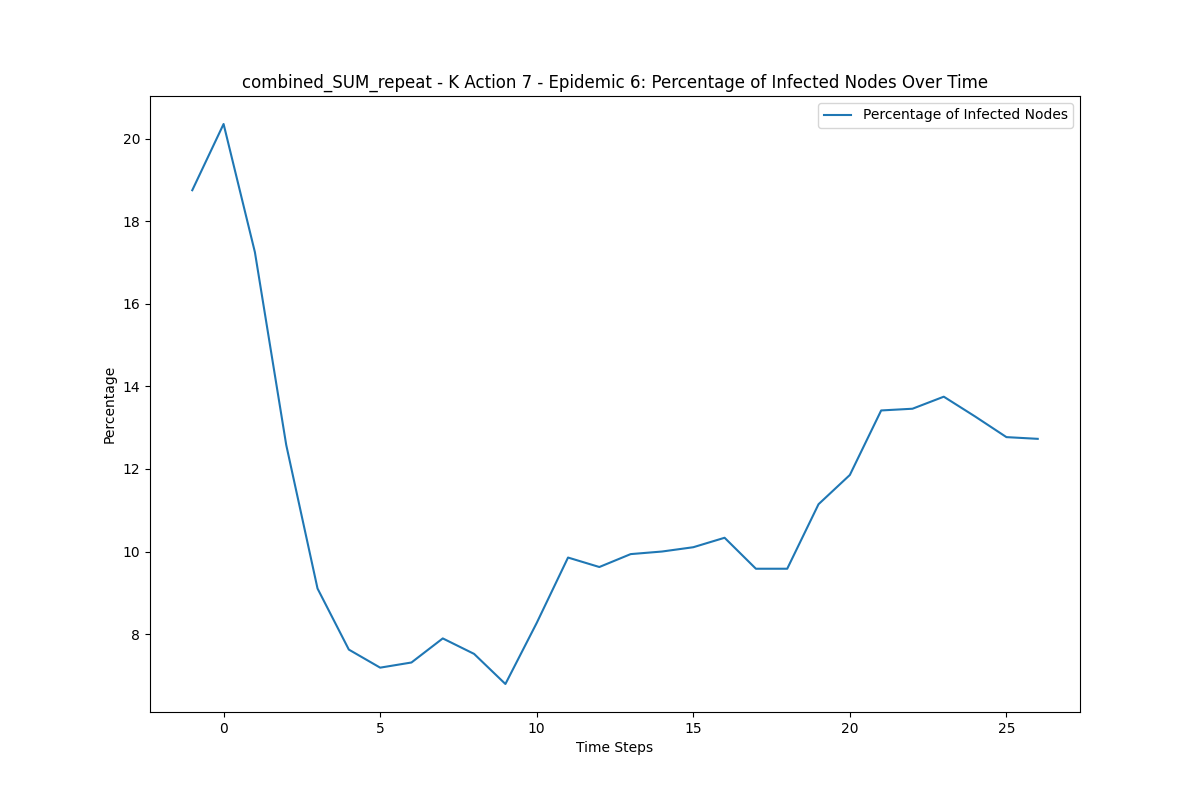 combined_SUM_repeat - K Action 7 - Epidemic 6: Percentage of Infected Nodes Over Time
Percentage of Infected Nodes
20
18
16
14
12
10
8
Percentage
0 5 10 15 20 25
Time Steps